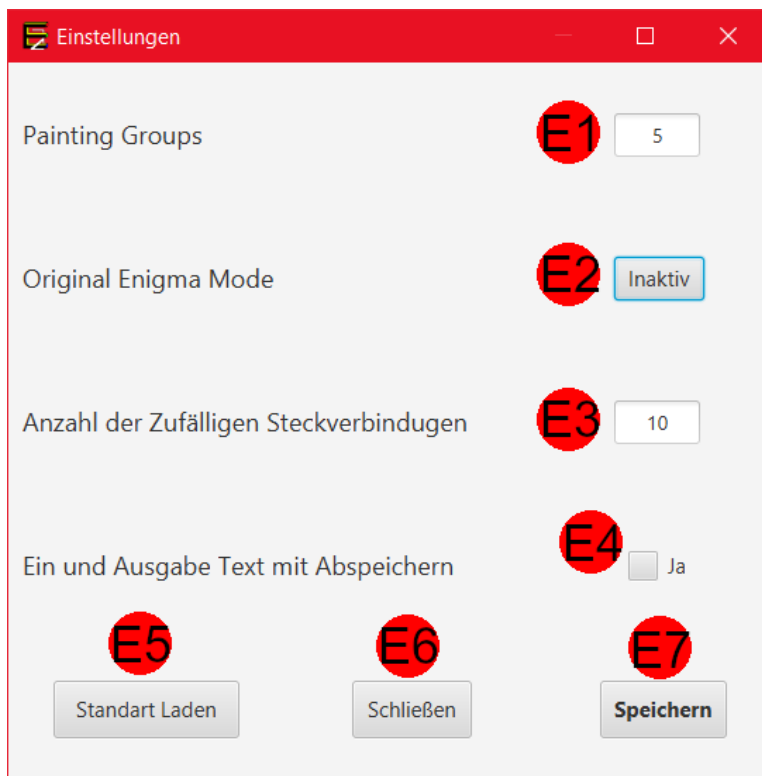 Einstellungen
Painting Groups E1 5
Original Enigma Mode E2 Inaktiv
Anzahl der Zufälligen Steckverbindugen E3 10
Ein und Ausgabe Text mit Abspeichern E4 Ja
E5 E6 E7
Standart Laden Schließen Speichern